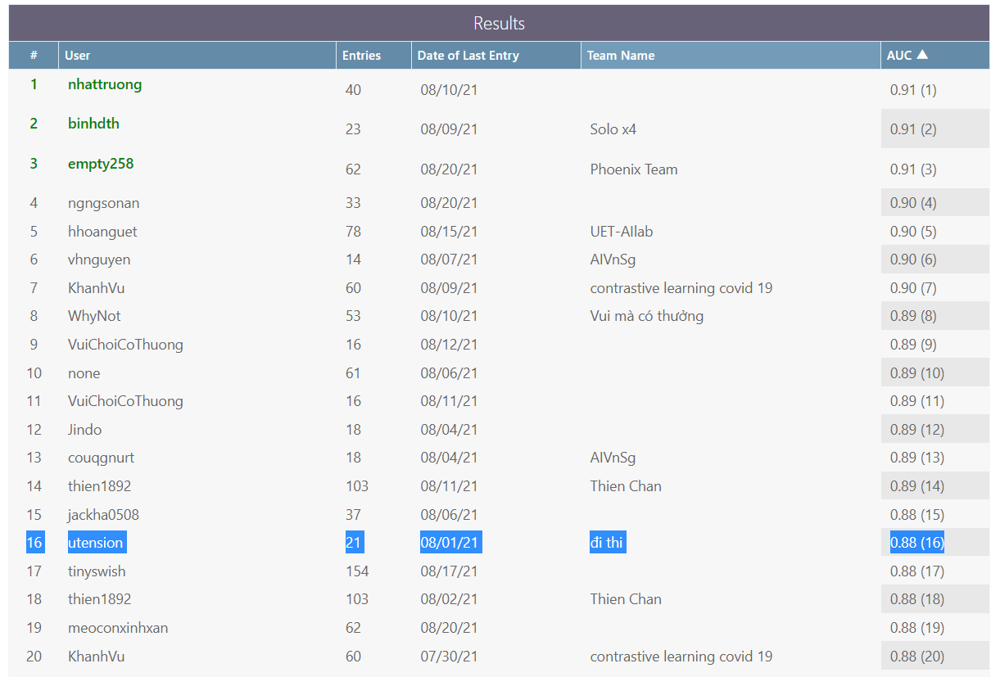 Results
# User Entries Date of Last Entry Team Name AUC ▲
1 nhattruong 40 08/10/21 0.91 (1)
2 binhdth 23 08/09/21 Solo x4 0.91 (2)
3 empty258 62 08/20/21 Phoenix Team 0.91 (3)
4 ngngsonan 33 08/20/21 0.90 (4)
5 hhoanguet 78 08/15/21 UET-AIlab 0.90 (5)
6 vhnguyen 14 08/07/21 AIVnSg 0.90 (6)
7 KhanhVu 60 08/09/21 contrastive learning covid 19 0.90 (7)
8 WhyNot 53 08/10/21 Vui mà có thưởng 0.89 (8)
9 VuiChoiCoThuong 16 08/12/21 0.89 (9)
10 none 61 08/06/21 0.89 (10)
11 VuiChoiCoThuong 16 08/11/21 0.89 (11)
12 Jindo 18 08/04/21 0.89 (12)
13 couqgnurt 18 08/04/21 AIVnSg 0.89 (13)
14 thien1892 103 08/11/21 Thien Chan 0.89 (14)
15 jackha0508 37 08/06/21 0.88 (15)
16 utension 21 08/01/21 đi thi 0.88 (16)
17 tinyswish 154 08/17/21 0.88 (17)
18 thien1892 103 08/02/21 Thien Chan 0.88 (18)
19 meoconxinhxan 62 08/20/21 0.88 (19)
20 KhanhVu 60 07/30/21 contrastive learning covid 19 0.88 (20)